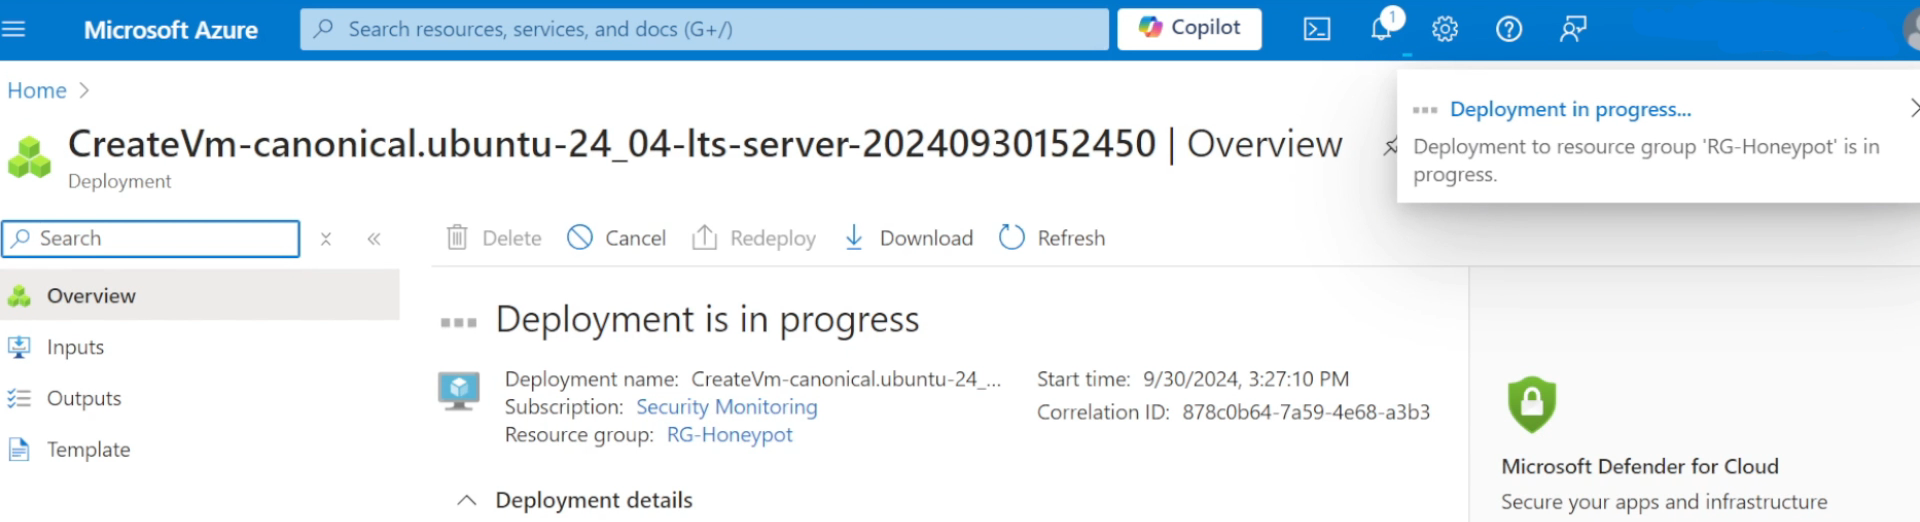 Microsoft Azure
Search resources, services, and docs (G+/)
Copilot
1
Home
Deployment in progress...
Deployment to resource group 'RG-Honeypot' is in
progress.
CreateVm-canonical.ubuntu-24_04-lts-server-20240930152450 | Overview
Deployment
Search
Delete
Cancel
Redeploy
Download
Refresh
Overview
Inputs
Outputs
Template
Deployment is in progress
Deployment name: CreateVm-canonical.ubuntu-24_...
Subscription: Security Monitoring
Resource group: RG-Honeypot
Start time: 9/30/2024, 3:27:10 PM
Correlation ID: 878c0b64-7a59-4e68-a3b3
Deployment details
Microsoft Defender for Cloud
Secure your apps and infrastructure